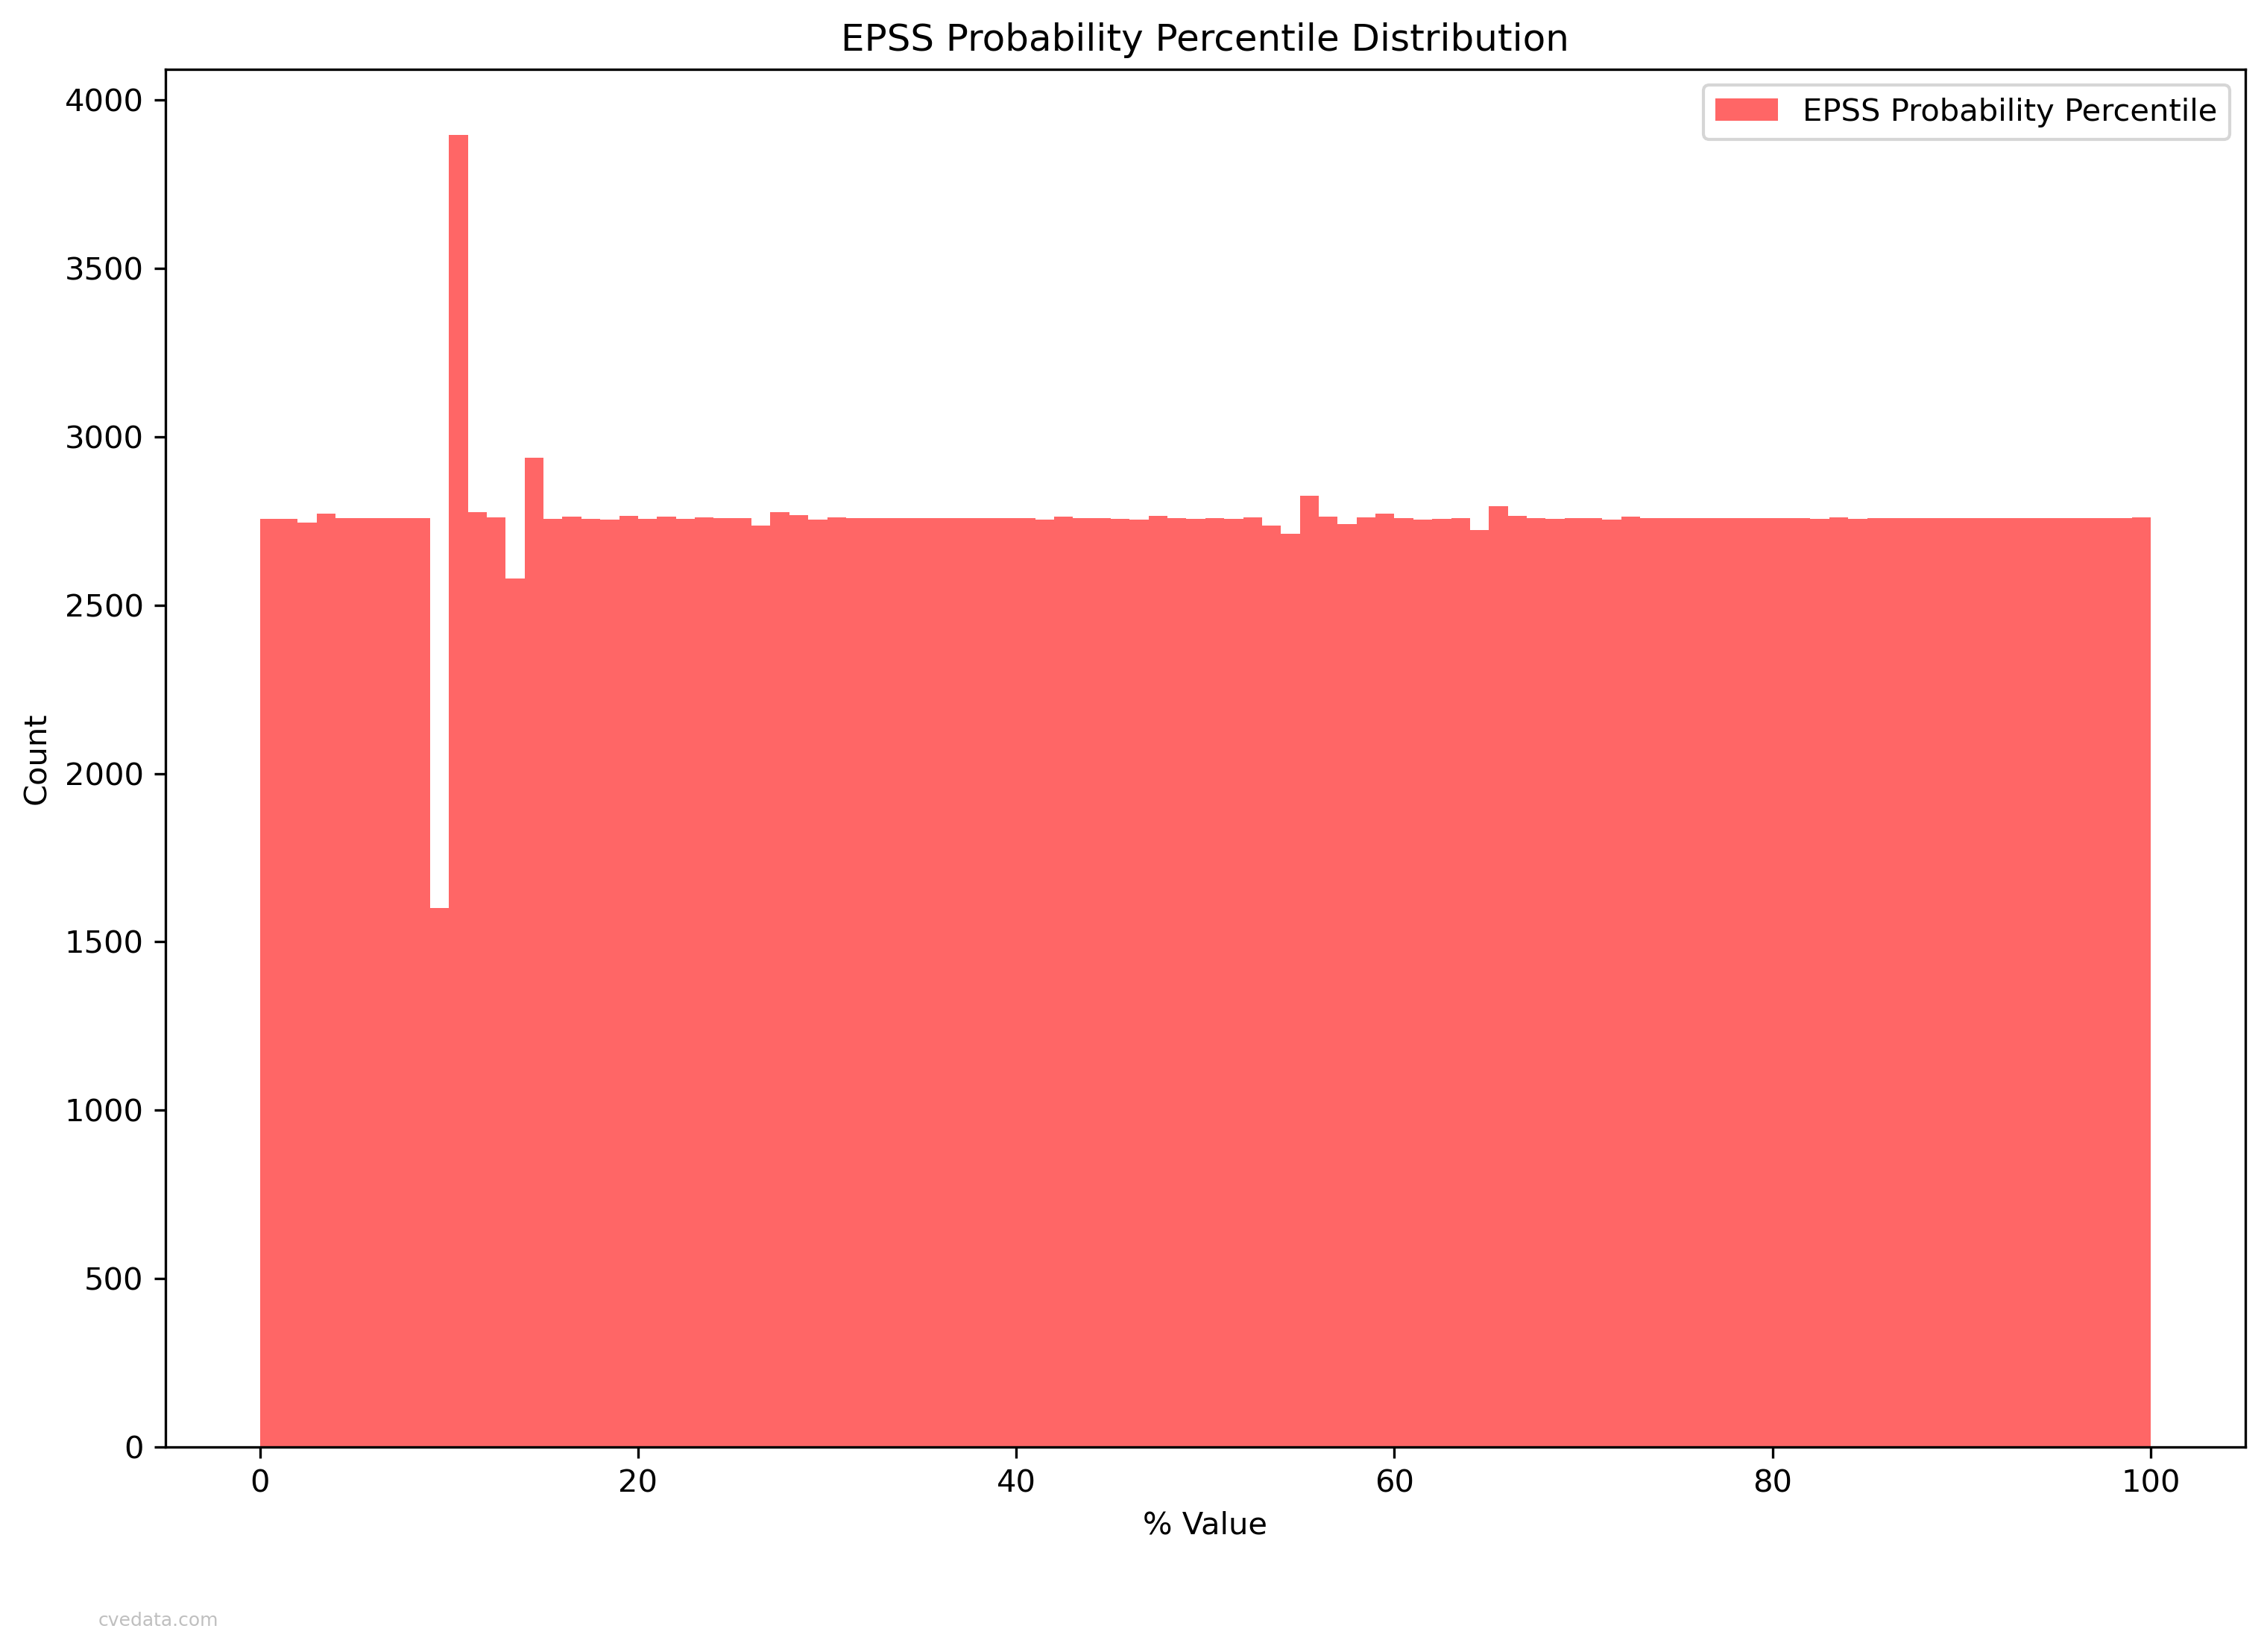 EPSS Probability Percentile Distribution
EPSS Probability Percentile
4000
3500
3000
2500
2000
1500
1000
500
0
Count
0 20 40 60 80 100
% Value
cvedata.com